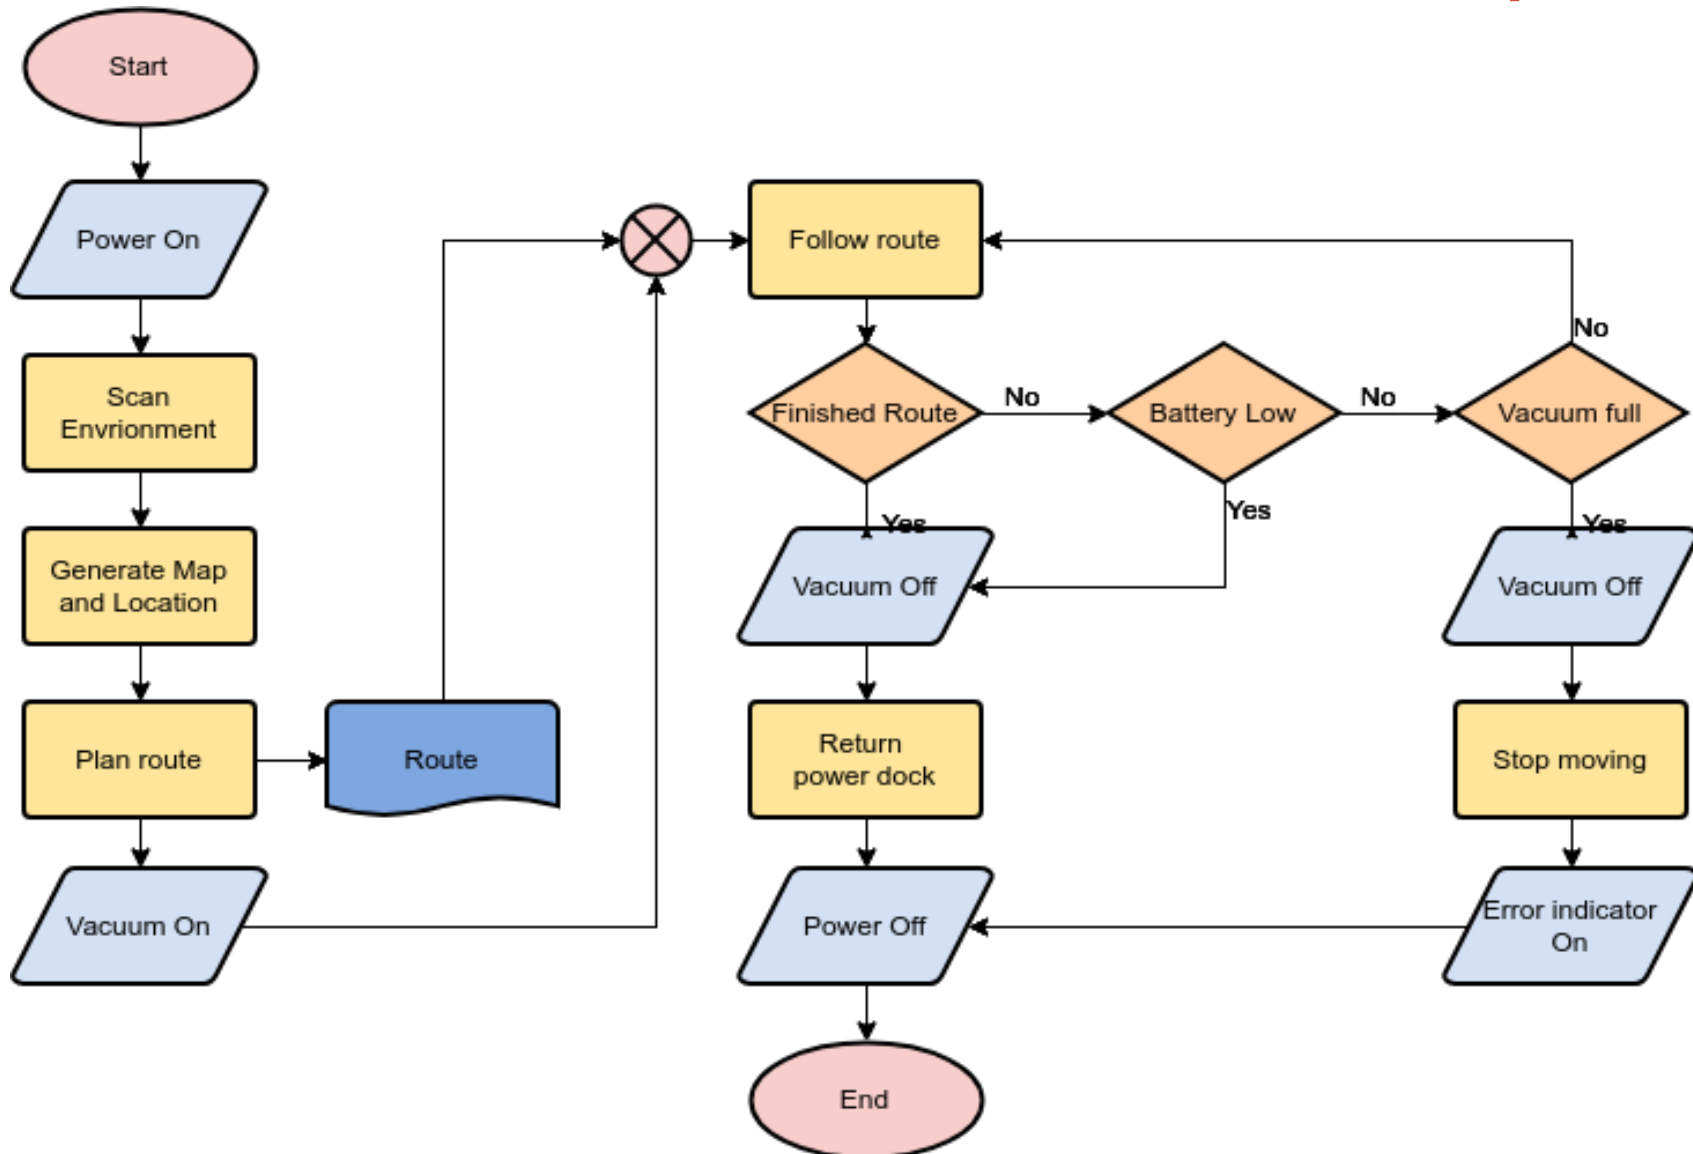 Start
Power On
Scan
Envrionment
Generate Map
and Location
Plan route
Route
Vacuum On
Follow route
Finished Route
No
Battery Low
No
Vacuum full
No
Yes
Yes
Yes
Vacuum Off
Vacuum Off
Return
power dock
Stop moving
Power Off
Error indicator
On
End